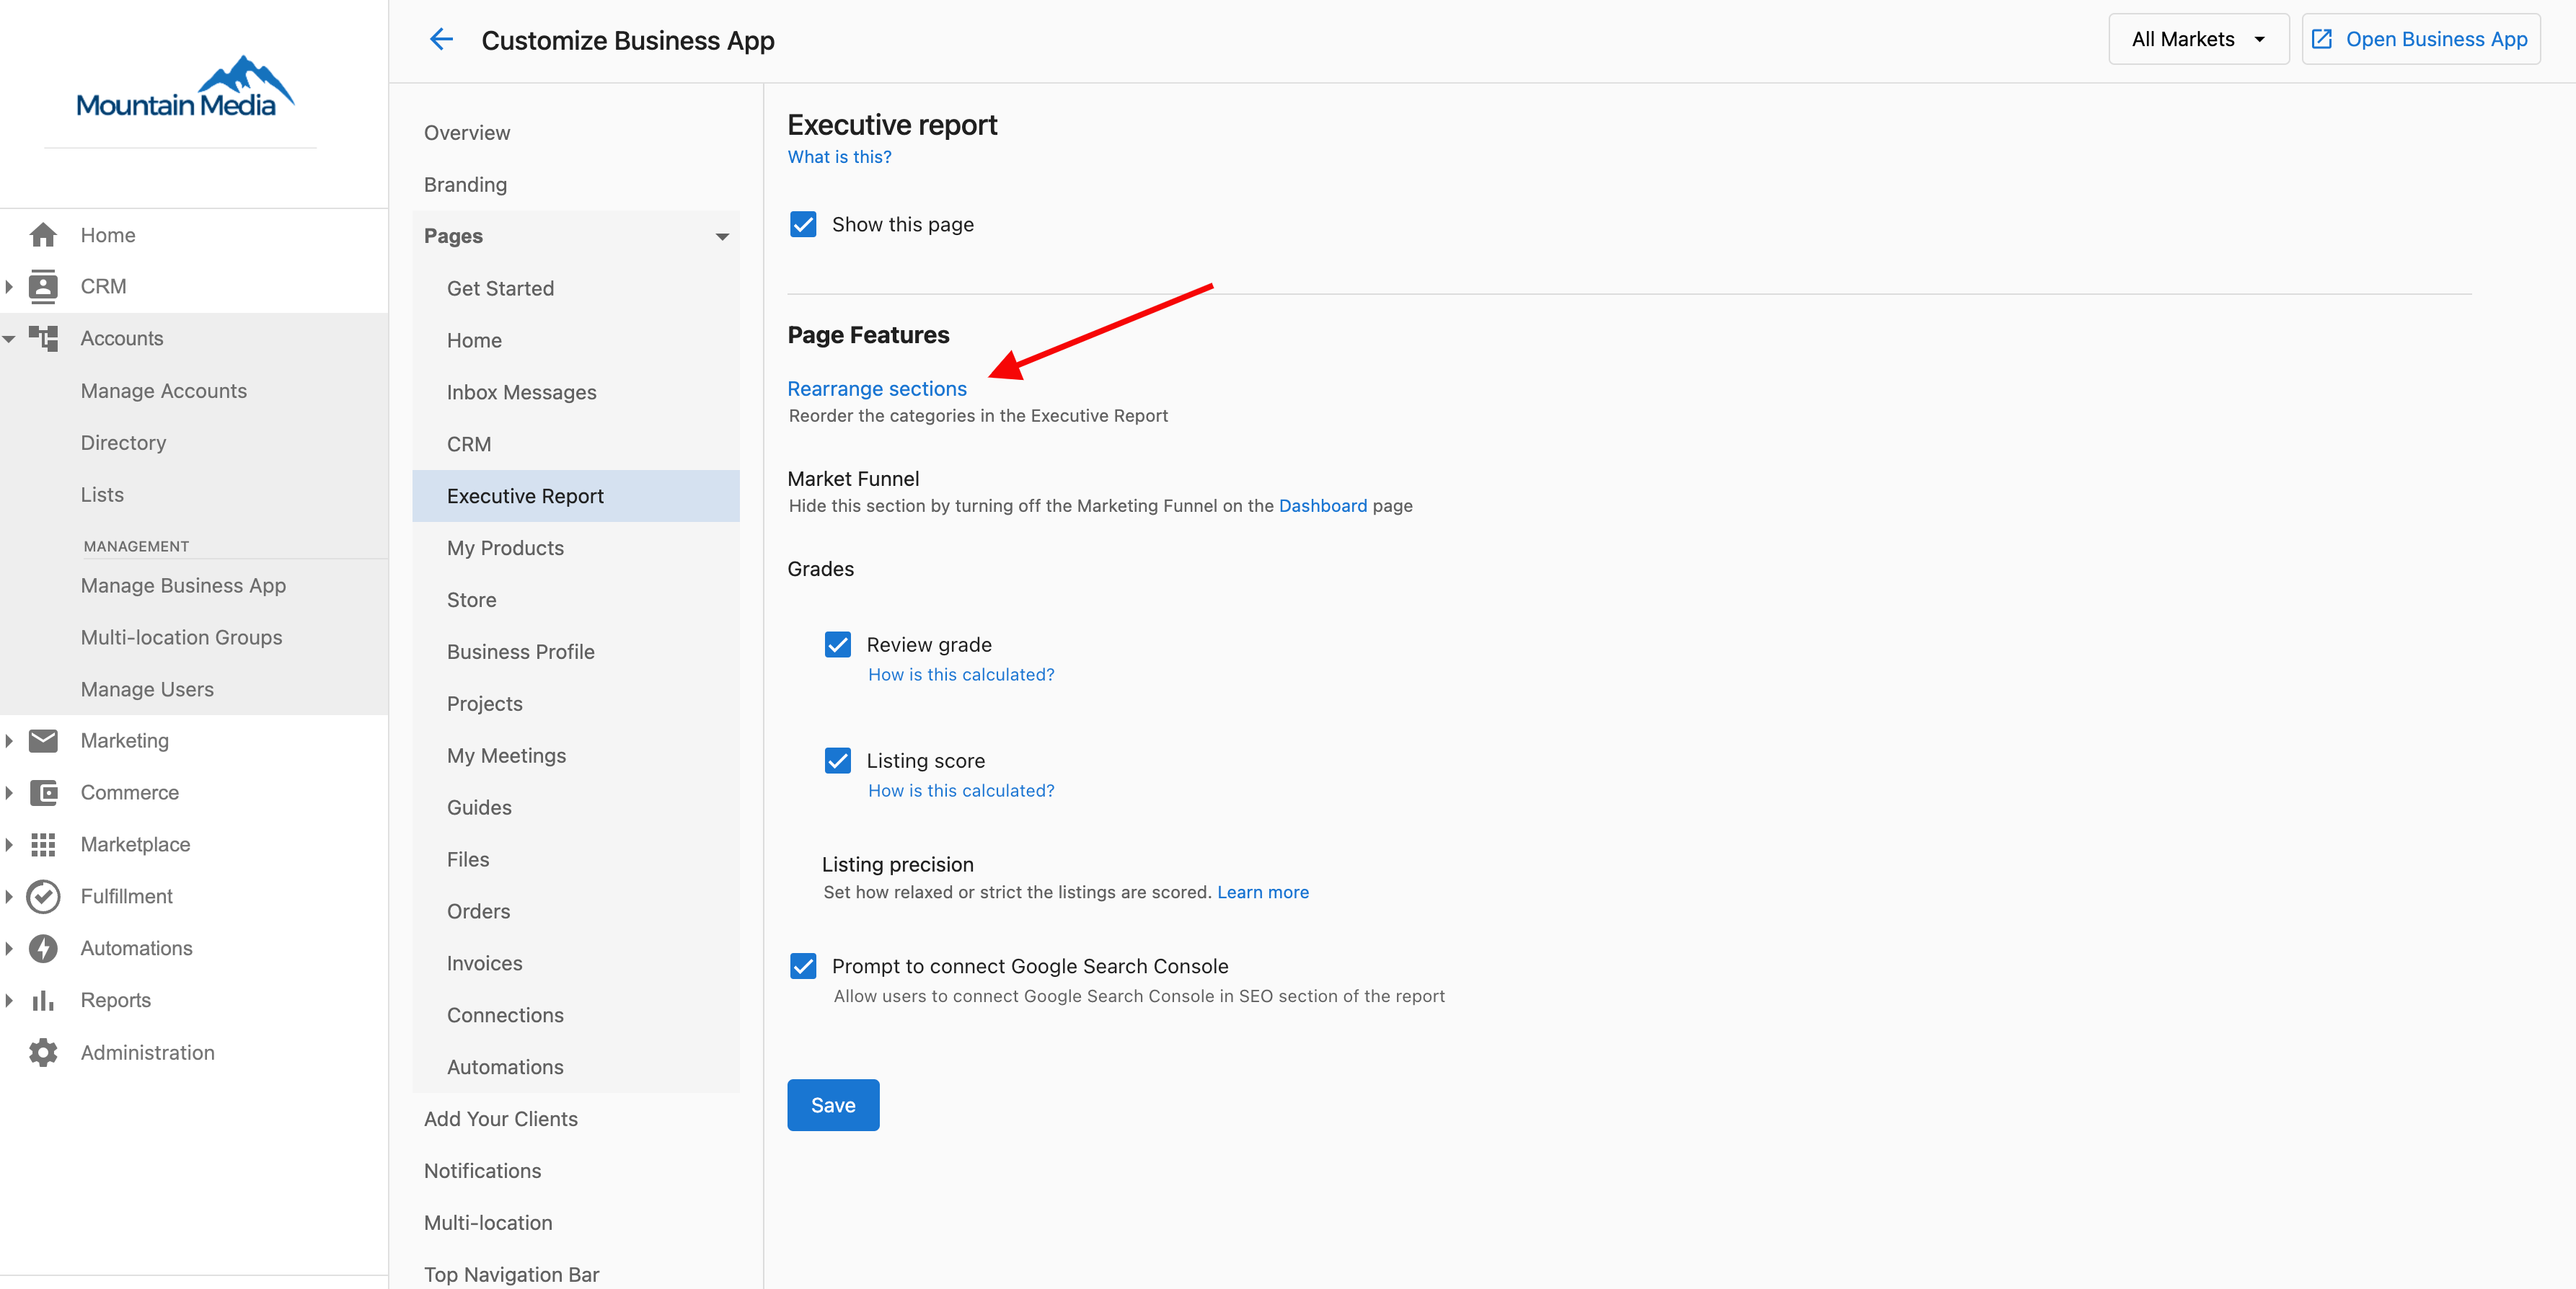 Mountain Media
Home
CRM
Accounts
Manage Accounts
Directory
Lists
MANAGEMENT
Manage Business App
Multi-location Groups
Manage Users
Marketing
Commerce
Marketplace
Fulfillment
Automations
Reports
Administration
Customize Business App
All Markets
Open Business App
Overview
Branding
Pages
Get Started
Home
Inbox Messages
CRM
Executive Report
My Products
Store
Business Profile
Projects
My Meetings
Guides
Files
Orders
Invoices
Connections
Automations
Add Your Clients
Notifications
Multi-location
Top Navigation Bar
Executive report
What is this?
Show this page
Page Features
Rearrange sections
Reorder the categories in the Executive Report
Market Funnel
Hide this section by turning off the Marketing Funnel on the Dashboard page
Grades
Review grade
How is this calculated?
Listing score
How is this calculated?
Listing precision
Set how relaxed or strict the listings are scored. Learn more
Prompt to connect Google Search Console
Allow users to connect Google Search Console in SEO section of the report
Save